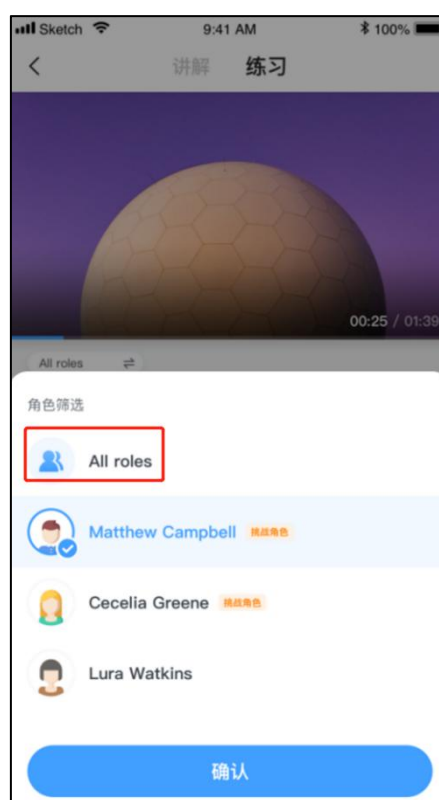 Sketch 9:41 AM 100%
讲解 练习
00:25 / 01:39
All roles
角色筛选
All roles
Matthew Campbell 挑战角色
Cecelia Greene 挑战角色
Lura Watkins
确认